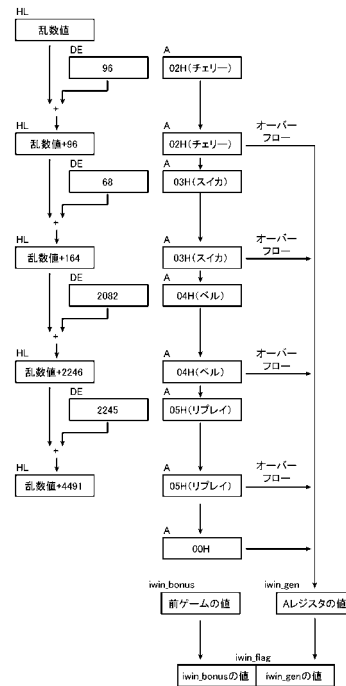 HL
乱数値
DE
A
96
02H(チェリー)
+
HL
A
オーバー
フロー
乱数値+96
02H(チェリー)
DE
A
68
03H(スイカ)
+
HL
A
オーバー
フロー
乱数値+164
03H(スイカ)
DE
A
2082
04H(ベル)
+
HL
A
オーバー
フロー
乱数値+2246
04H(ベル)
DE
A
2245
05H(リプレイ)
+
HL
A
オーバー
フロー
乱数値+4491
05H(リプレイ)
A
00H
iwin_bonus
iwin_gen
前ゲームの値
Aレジスタの値
iwin_flag
iwin_bonusの値
iwin_genの値